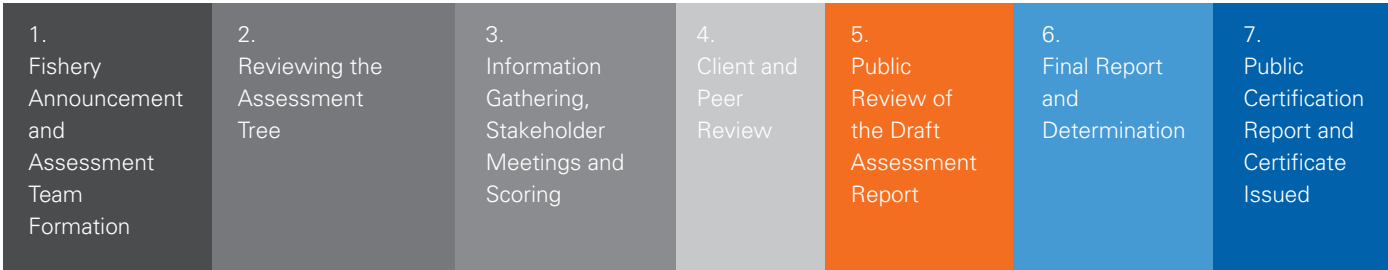 1.
Fishery
Announcement
and
Assessment
Team
Formation
2.
Reviewing the
Assessment
Tree
3.
Information
Gathering,
Stakeholder
Meetings and
Scoring
4.
Client and
Peer
Review
5.
Public
Review of
the Draft
Assessment
Report
6.
Final Report
and
Determination
7.
Public
Certification
Report and
Certificate
Issued